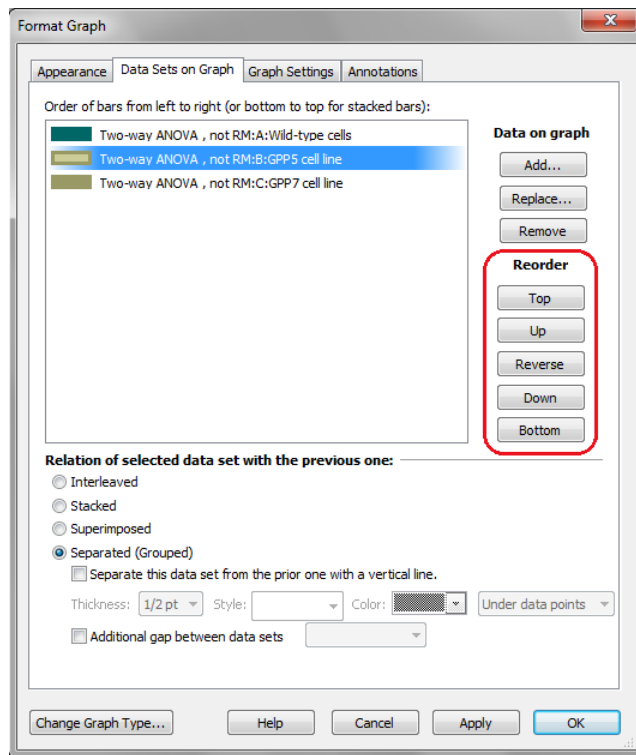 Format Graph
x
Appearance Data Sets on Graph Graph Settings Annotations
Order of bars from left to right (or bottom to top for stacked bars):
Two-way ANOVA , not RM:A:Wild-type cells
Two-way ANOVA , not RM:B:GPP5 cell line
Two-way ANOVA , not RM:C:GPP7 cell line
Data on graph
Add...
Replace...
Remove
Reorder
Top
Up
Reverse
Down
Bottom
Relation of selected data set with the previous one:
Interleaved
Stacked
Superimposed
Separated (Grouped)
Separate this data set from the prior one with a vertical line.
Thickness: 1/2 pt Style: Color: Under data points
Additional gap between data sets
Change Graph Type... Help Cancel Apply OK